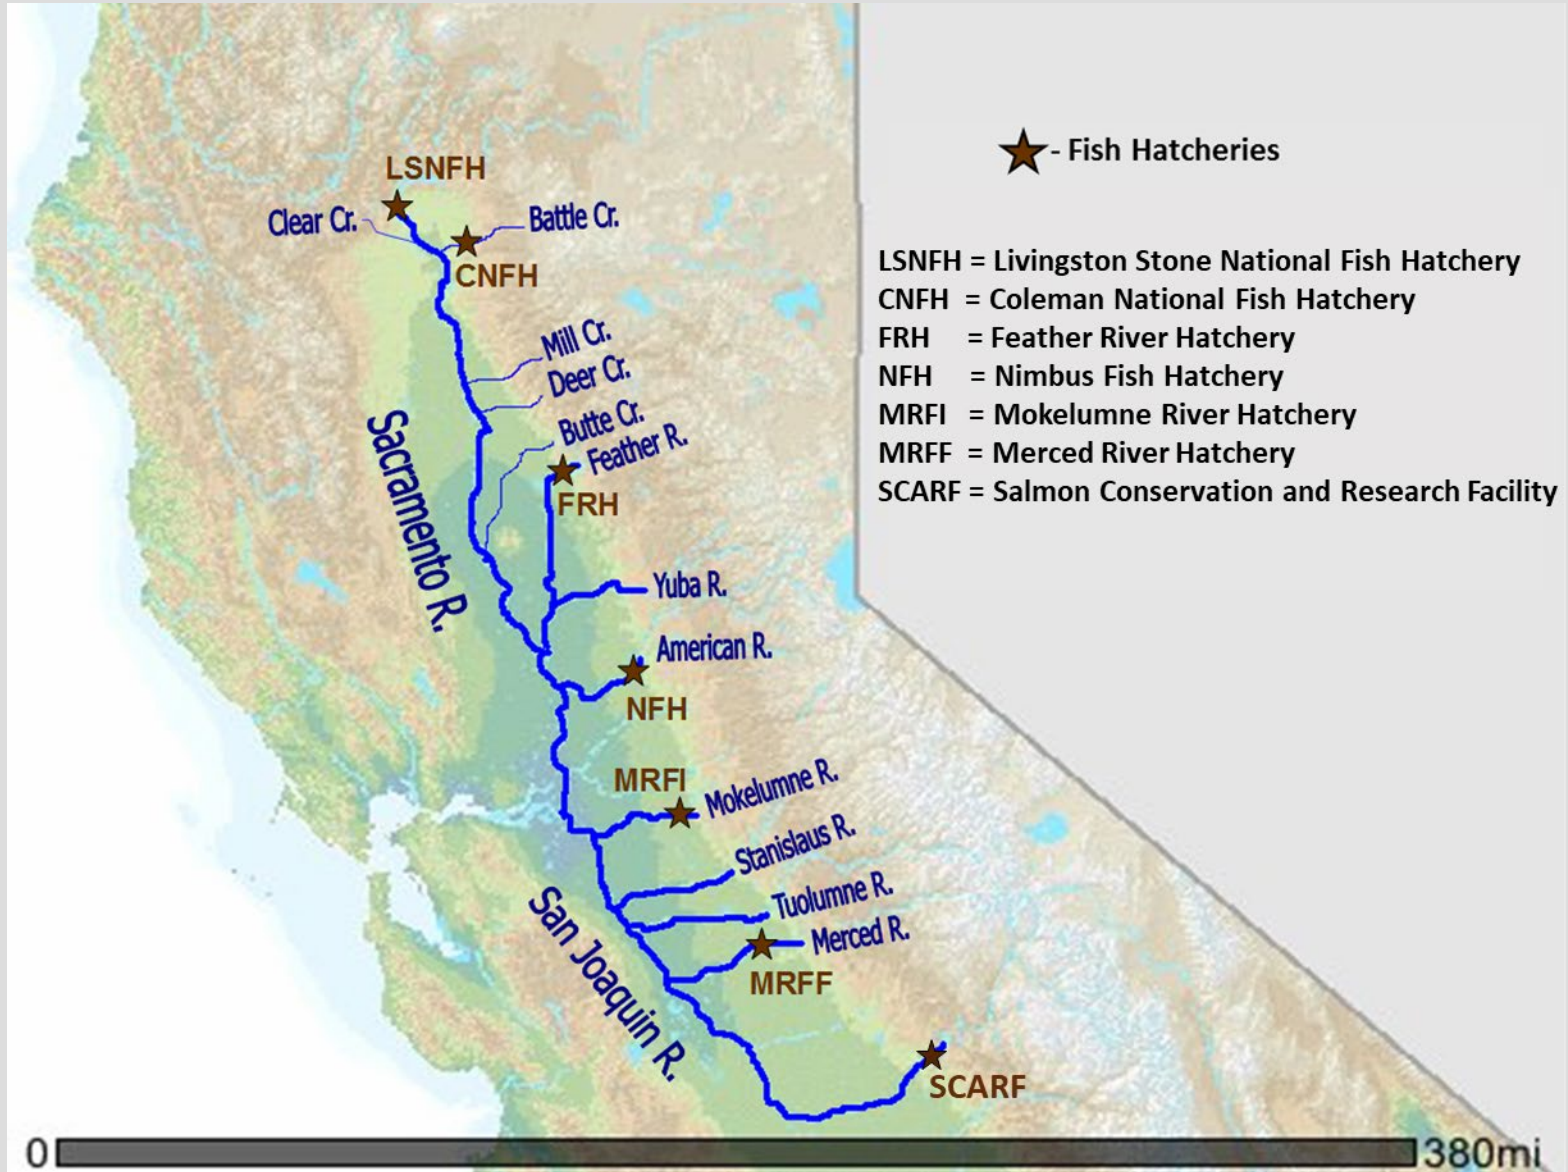 LSNFH
Clear Cr.
Battle Cr.
CNFH
Mill Cr.
Deer Cr.
Butte Cr.
Feather R.
FRH
Sacramento R.
Yuba R.
American R.
NFH
MRFI
Mokelumne R.
Stanislaus R.
Tuolumne R.
Merced R.
MRFF
San Joaquin R.
SCARF
0
380mi
- Fish Hatcheries
LSNFH = Livingston Stone National Fish Hatchery
CNFH = Coleman National Fish Hatchery
FRH = Feather River Hatchery
NFH = Nimbus Fish Hatchery
MRFI = Mokelumne River Hatchery
MRFF = Merced River Hatchery
SCARF = Salmon Conservation and Research Facility